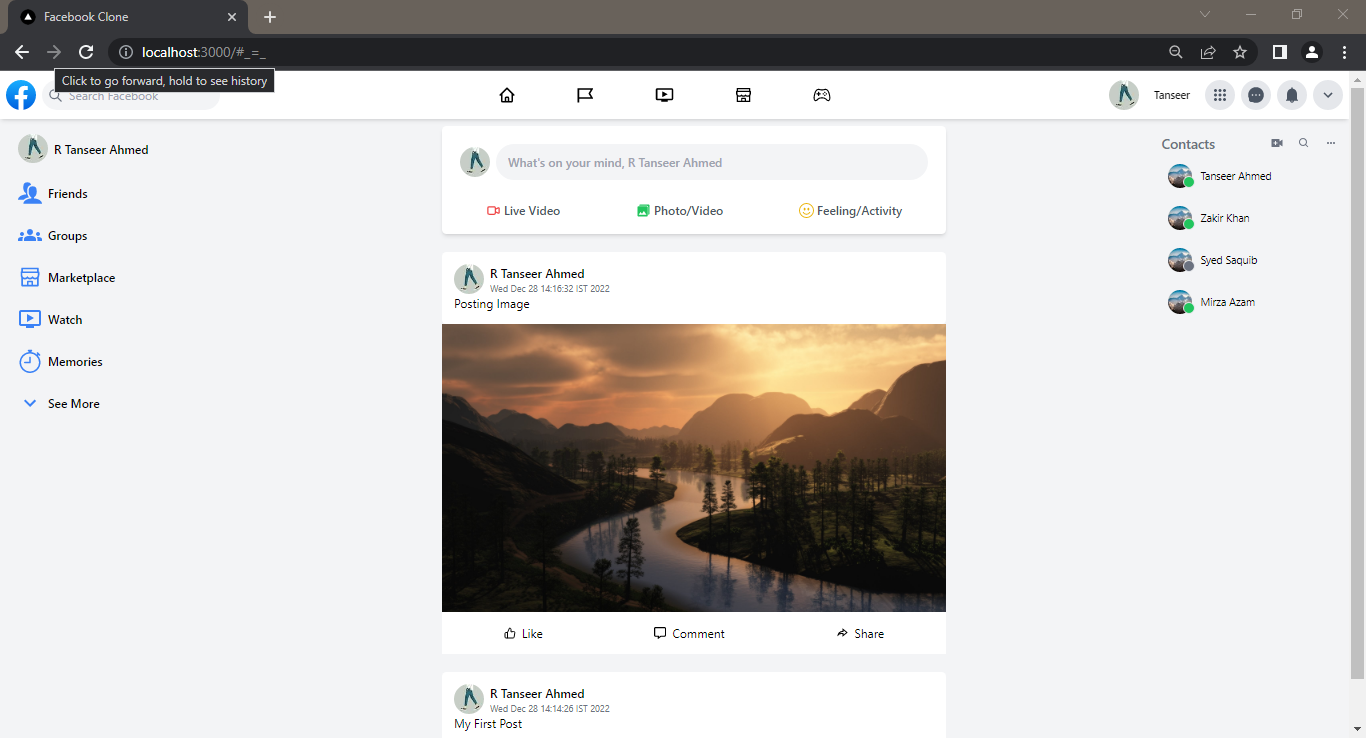 Facebook Clone
localhost:3000/#_=_
Click to go forward, hold to see history
Search Facebook
Tanseer
R Tanseer Ahmed
Friends
Groups
Marketplace
Watch
Memories
See More
What's on your mind, R Tanseer Ahmed
Live Video
Photo/Video
Feeling/Activity
R Tanseer Ahmed
Wed Dec 28 14:16:32 IST 2022
Posting Image
Like
Comment
Share
R Tanseer Ahmed
Wed Dec 28 14:14:26 IST 2022
My First Post
Contacts
Tanseer Ahmed
Zakir Khan
Syed Saquib
Mirza Azam